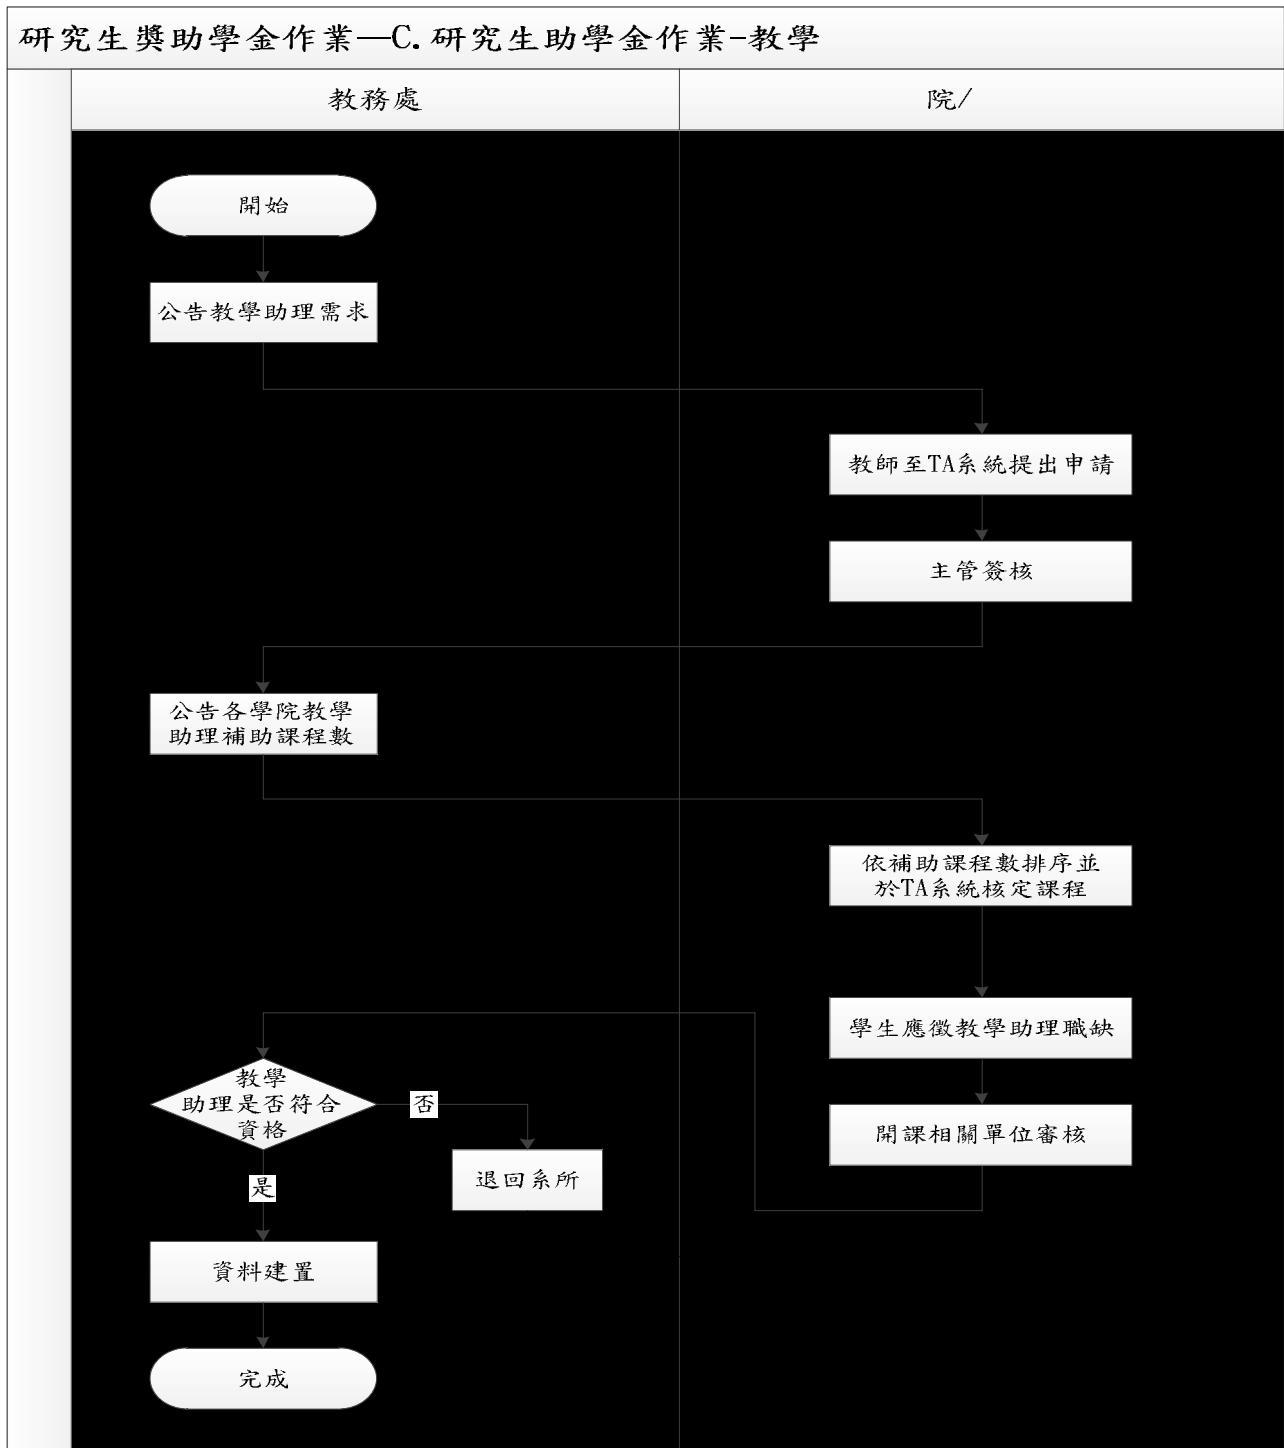 研究生獎助學金作業—C.研究生助學金作業-教學
教務處
院/
開始
公告教學助理需求
教師至TA系統提出申請
主管簽核
公告各學院教學
助理補助課程數
依補助課程數排序並
於TA系統核定課程
學生應徵教學助理職缺
開課相關單位審核
教學
助理是否符合
資格
否
退回系所
是
資料建置
完成